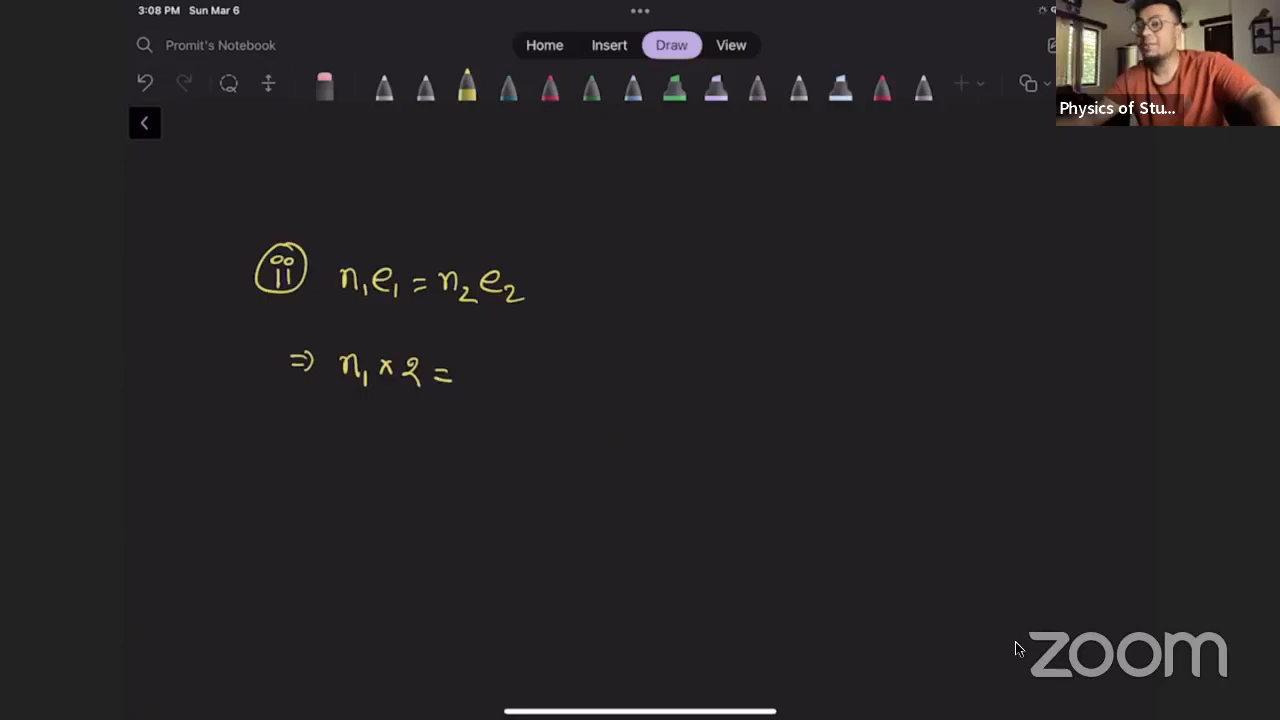 3:08 PM Sun Mar 6
Promit's Notebook
Home Insert Draw View
Physics of Stu...
ii n₁e₁ = n₂e₂
⇒ n₁ × 2 =
zoom